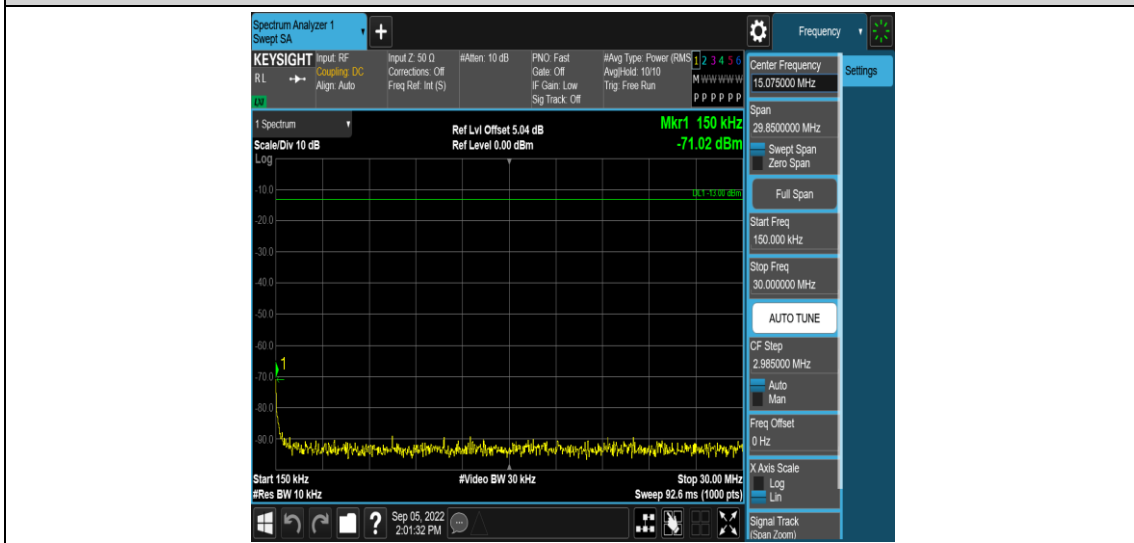 Spectrum Analyzer 1
Swept SA
+
Frequency
KEYSIGHT
RL
Input: RF
Coupling: DC
Align: Auto
Input Z: 50 Ω
Corrections: Off
Freq Ref: Int (S)
#Atten: 10 dB
PNO: Fast
Gate: Off
IF Gain: Low
Sig Track: Off
#Avg Type: Power (RMS
Avg|Hold: 10/10
Trig: Free Run
1 2 3 4 5 6
M W W W W W
P P P P P P
1 Spectrum
Scale/Div 10 dB
Log
Ref Lvl Offset 5.04 dB
Ref Level 0.00 dBm
Mkr1 150 kHz
-71.02 dBm
DL1 -13.00 dBm
-10.0
-20.0
-30.0
-40.0
-50.0
-60.0
-70.0
-80.0
-90.0
1
Start 150 kHz
#Res BW 10 kHz
#Video BW 30 kHz
Stop 30.00 MHz
Sweep 92.6 ms (1000 pts)
?
Sep 05, 2022
2:01:32 PM
Center Frequency
15.075000 MHz
Settings
Span
29.8500000 MHz
Swept Span
Zero Span
Full Span
Start Freq
150.000 kHz
Stop Freq
30.000000 MHz
AUTO TUNE
CF Step
2.985000 MHz
Auto
Man
Freq Offset
0 Hz
X Axis Scale
Log
Lin
Signal Track
(Span Zoom)